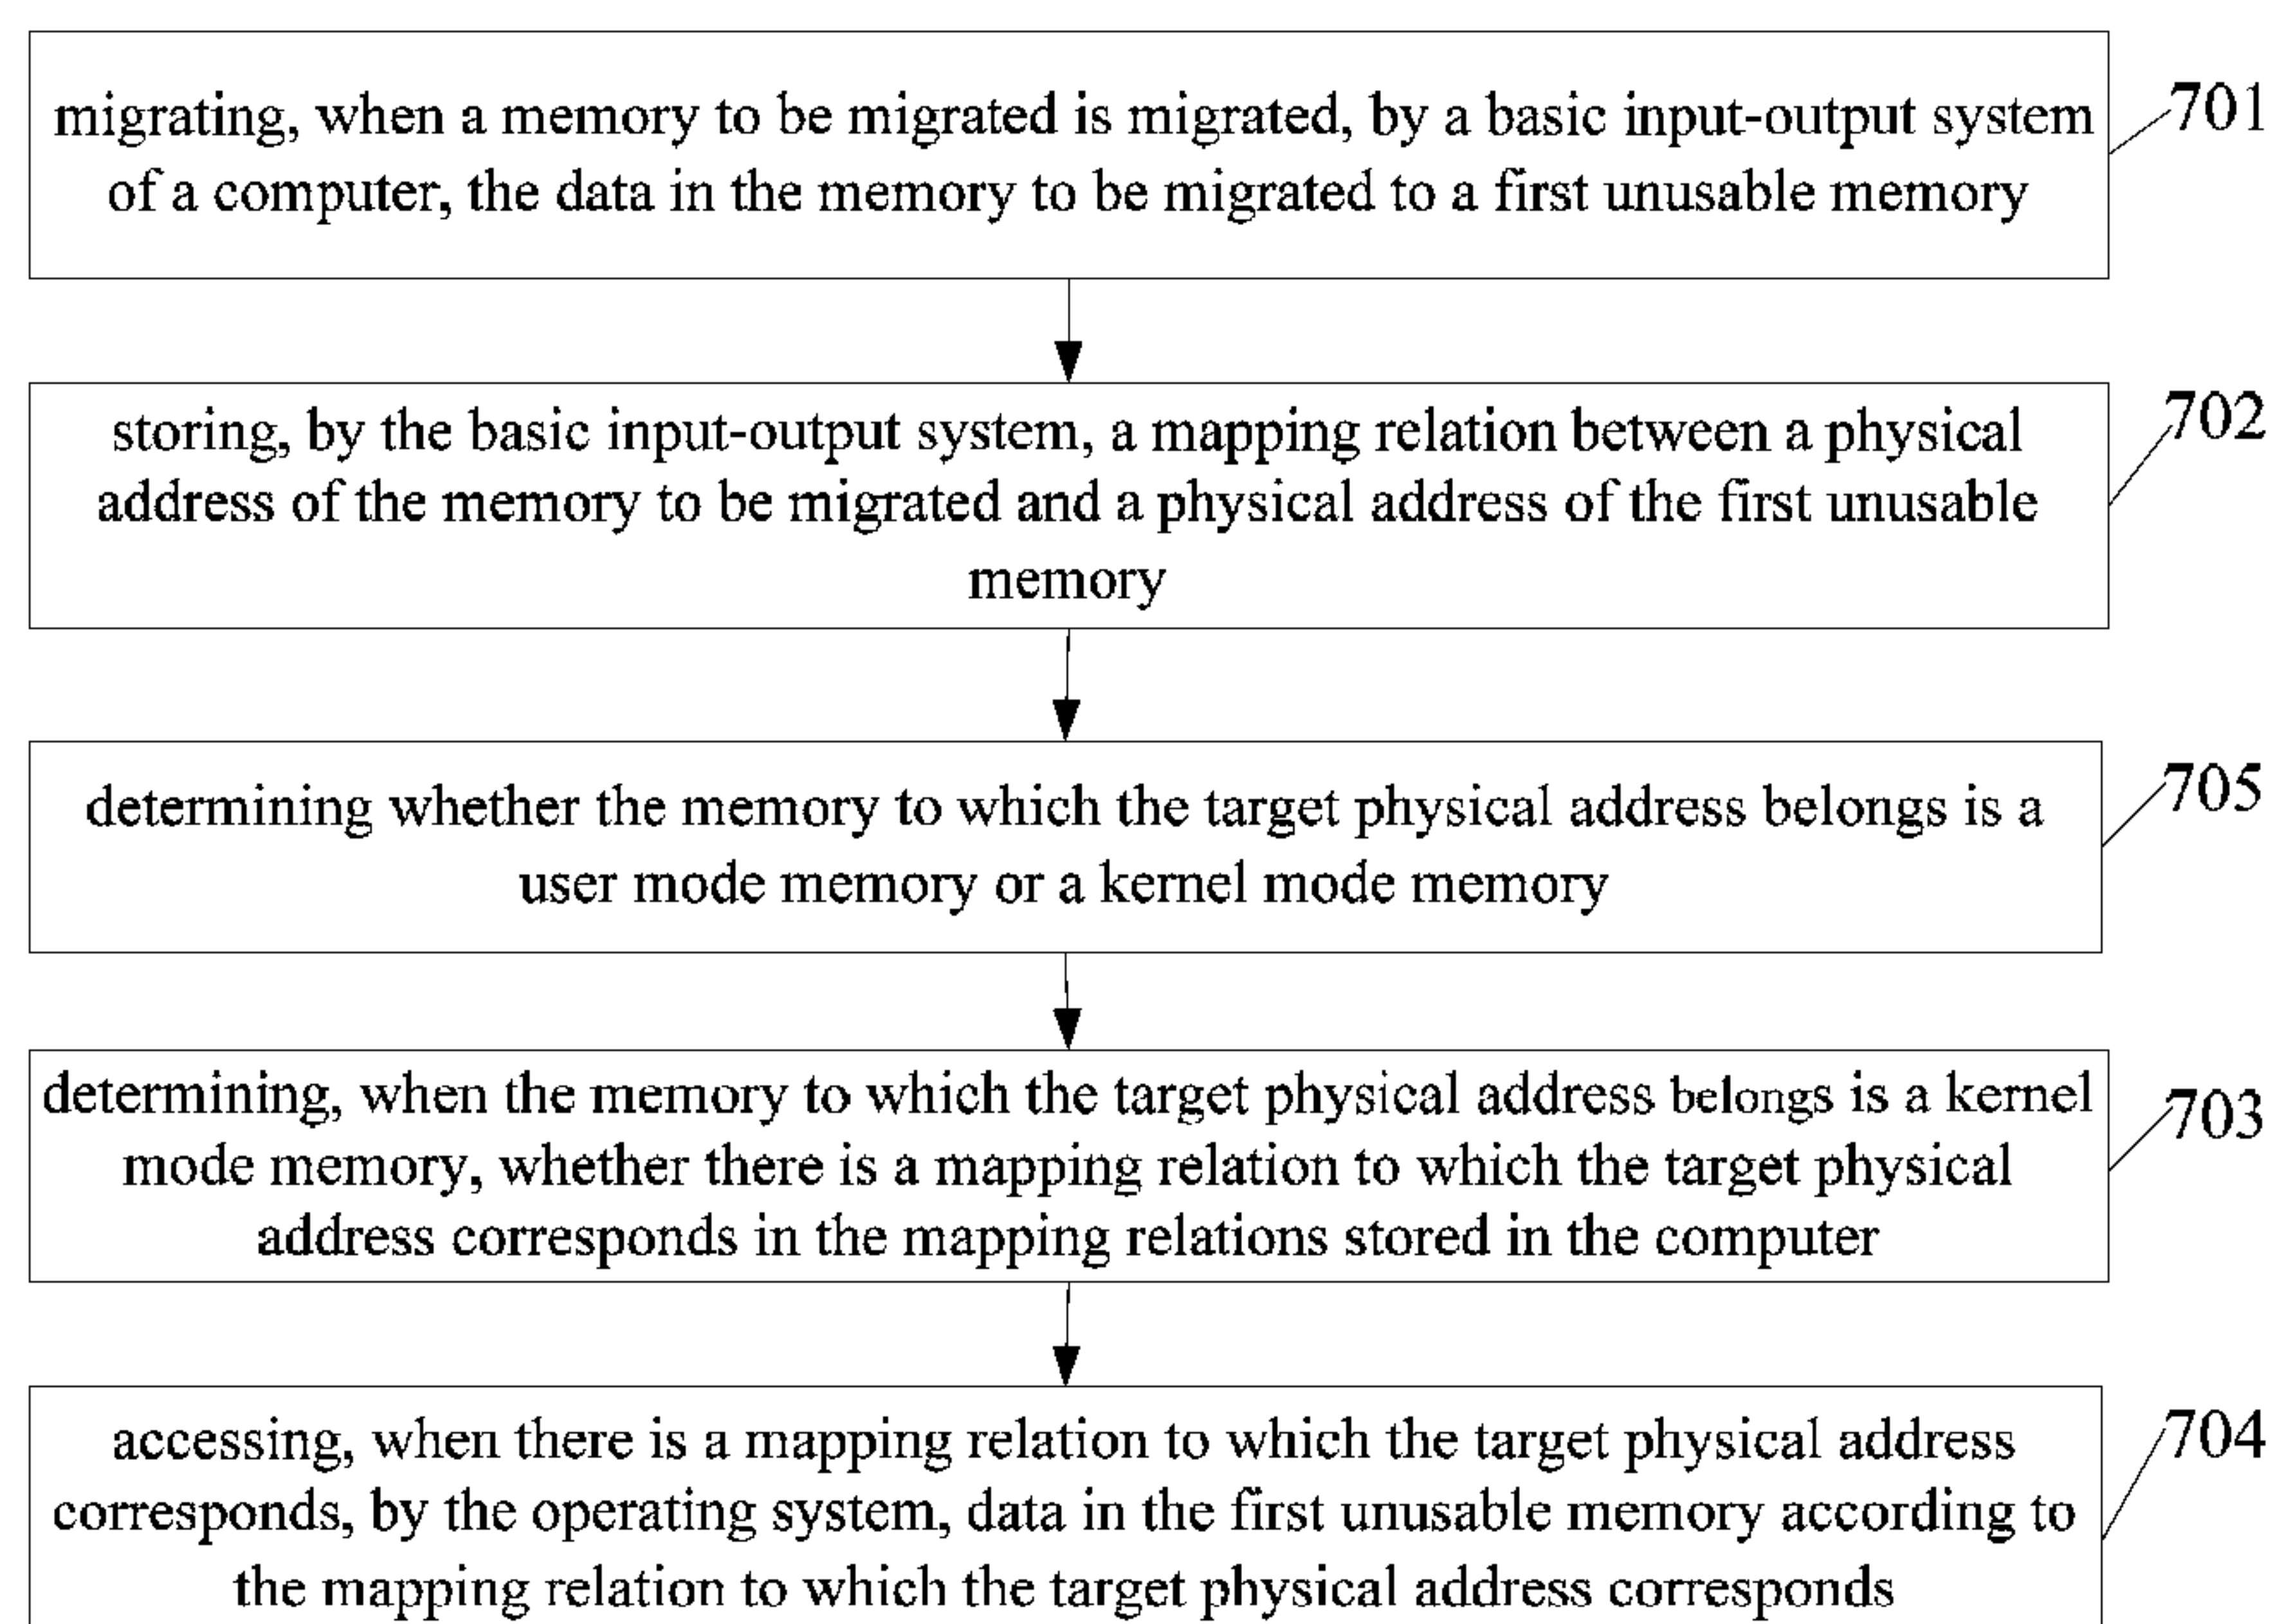 migrating, when a memory to be migrated is migrated, by a basic input-output system
of a computer, the data in the memory to be migrated to a first unusable memory
701
storing, by the basic input-output system, a mapping relation between a physical
address of the memory to be migrated and a physical address of the first unusable
memory
702
determining whether the memory to which the target physical address belongs is a
user mode memory or a kernel mode memory
705
determining, when the memory to which the target physical address belongs is a kernel
mode memory, whether there is a mapping relation to which the target physical
address corresponds in the mapping relations stored in the computer
703
accessing, when there is a mapping relation to which the target physical address
corresponds, by the operating system, data in the first unusable memory according to
the mapping relation to which the target physical address corresponds
704